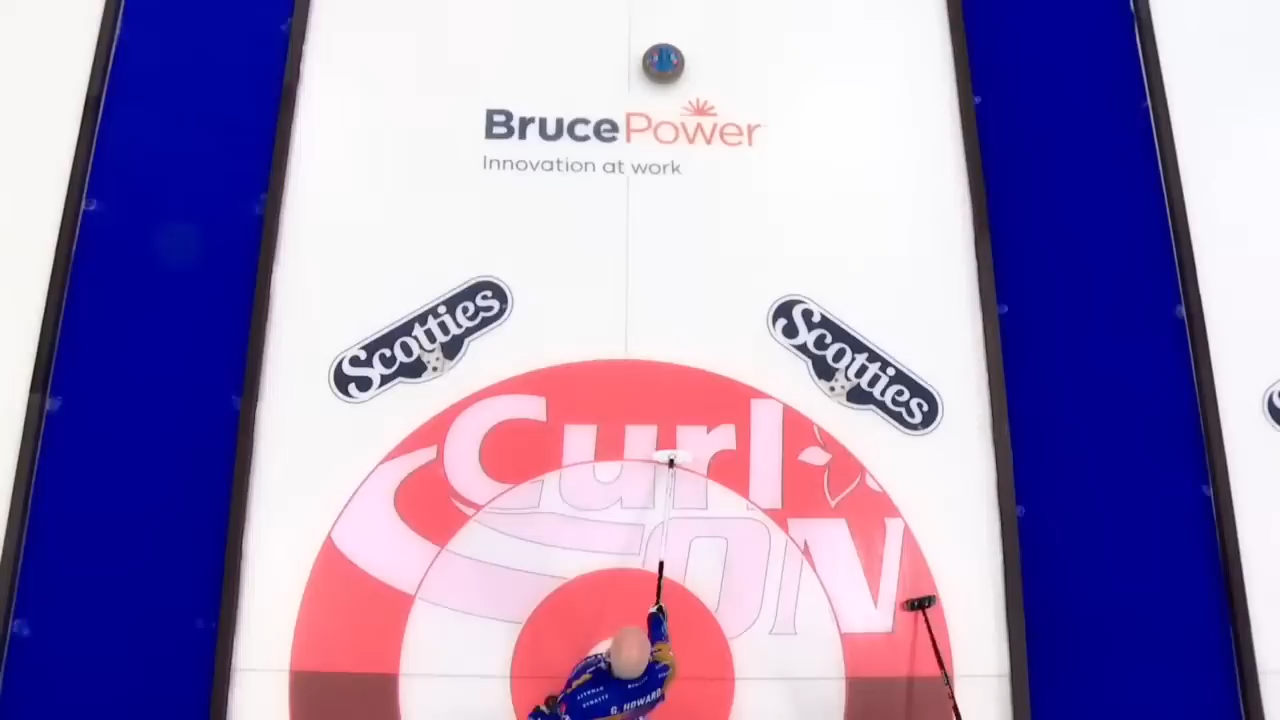 BrucePower
Innovation at work
Scotties
Scotties
Curl
ON
G. HOWARD